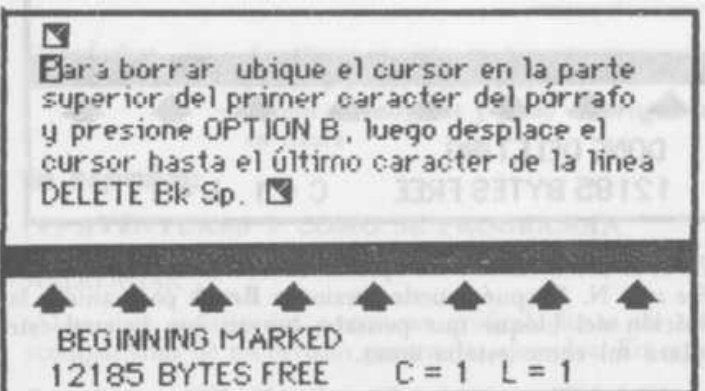 Para borrar ubique el cursor en la parte
superior del primer caracter del párrafo
y presione OPTION B, luego desplace el
cursor hasta el último caracter de la linea
DELETE Bk Sp.
BEGINNING MARKED
12185 BYTES FREE C = 1 L = 1